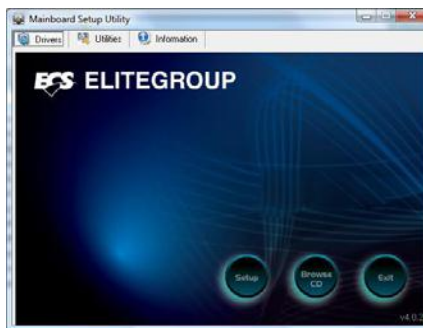 Mainboard Setup Utility
Drivers Utilities Information
ECS ELITEGROUP
Setup Browse CD Exit